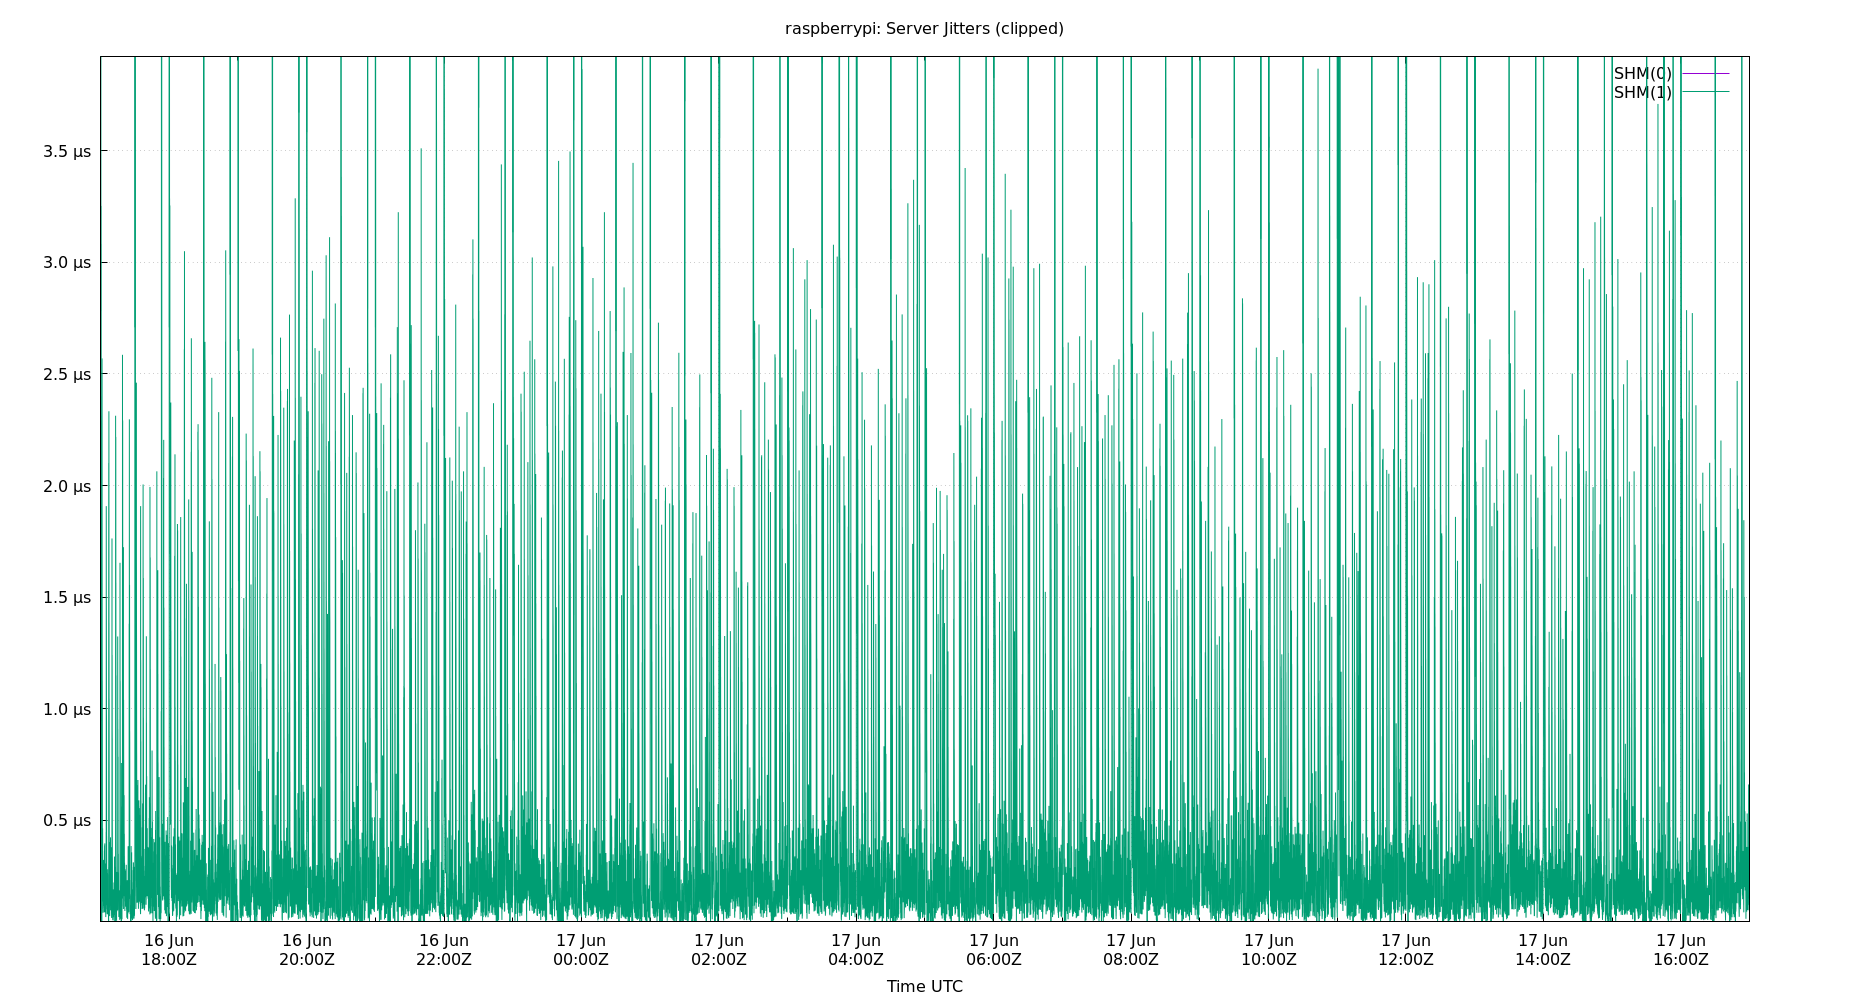 raspberrypi: Server Jitters (clipped)
SHM(0)
SHM(1)
3.5 µs
3.0 µs
2.5 µs
2.0 µs
1.5 µs
1.0 µs
0.5 µs
16 Jun 16 Jun 16 Jun 17 Jun 17 Jun 17 Jun 17 Jun 17 Jun 17 Jun 17 Jun 17 Jun 17 Jun
18:00Z 20:00Z 22:00Z 00:00Z 02:00Z 04:00Z 06:00Z 08:00Z 10:00Z 12:00Z 14:00Z 16:00Z
Time UTC